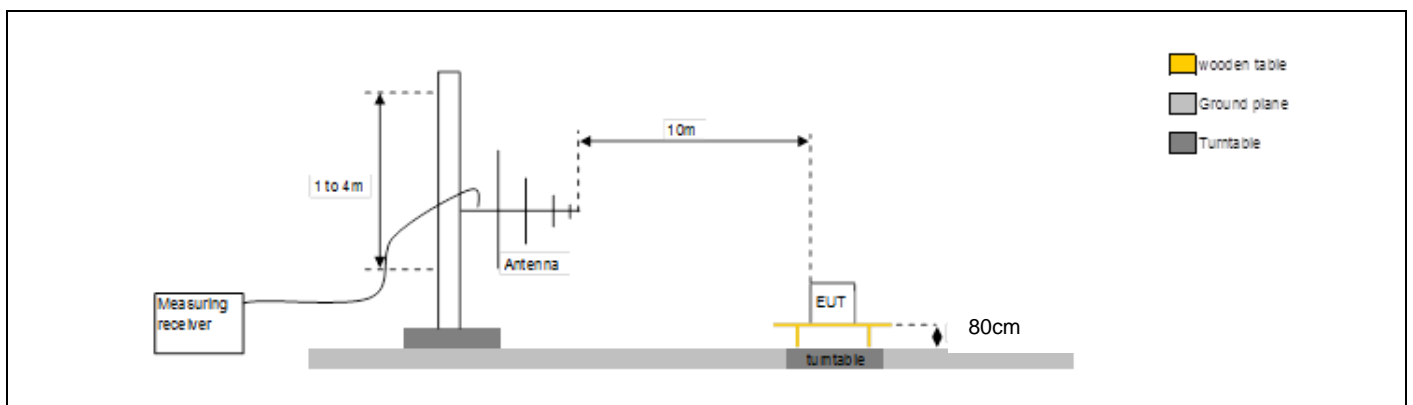 wooden table
Ground plane
Turntable
10m
1 to 4m
Antenna
Measuring
receiver
EUT
80cm
turntable